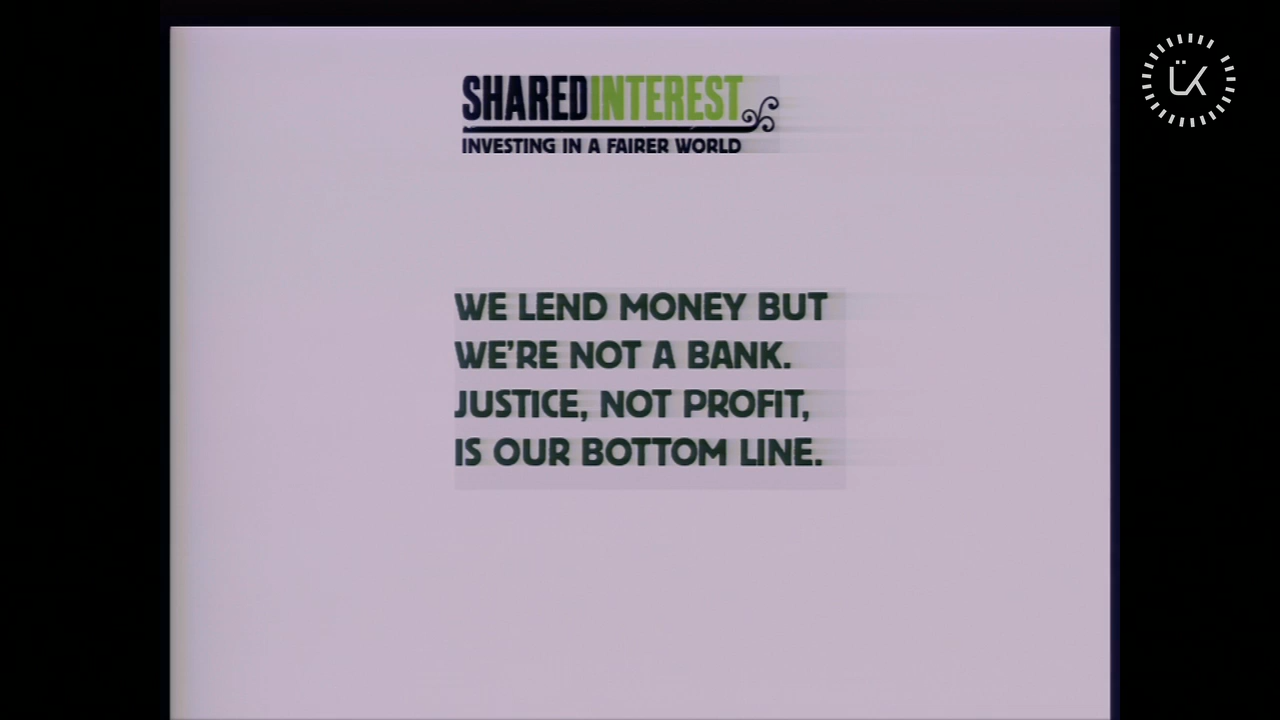 SHAREDINTEREST
INVESTING IN A FAIRER WORLD
WE LEND MONEY BUT
WE'RE NOT A BANK.
JUSTICE, NOT PROFIT,
IS OUR BOTTOM LINE.
ÜK